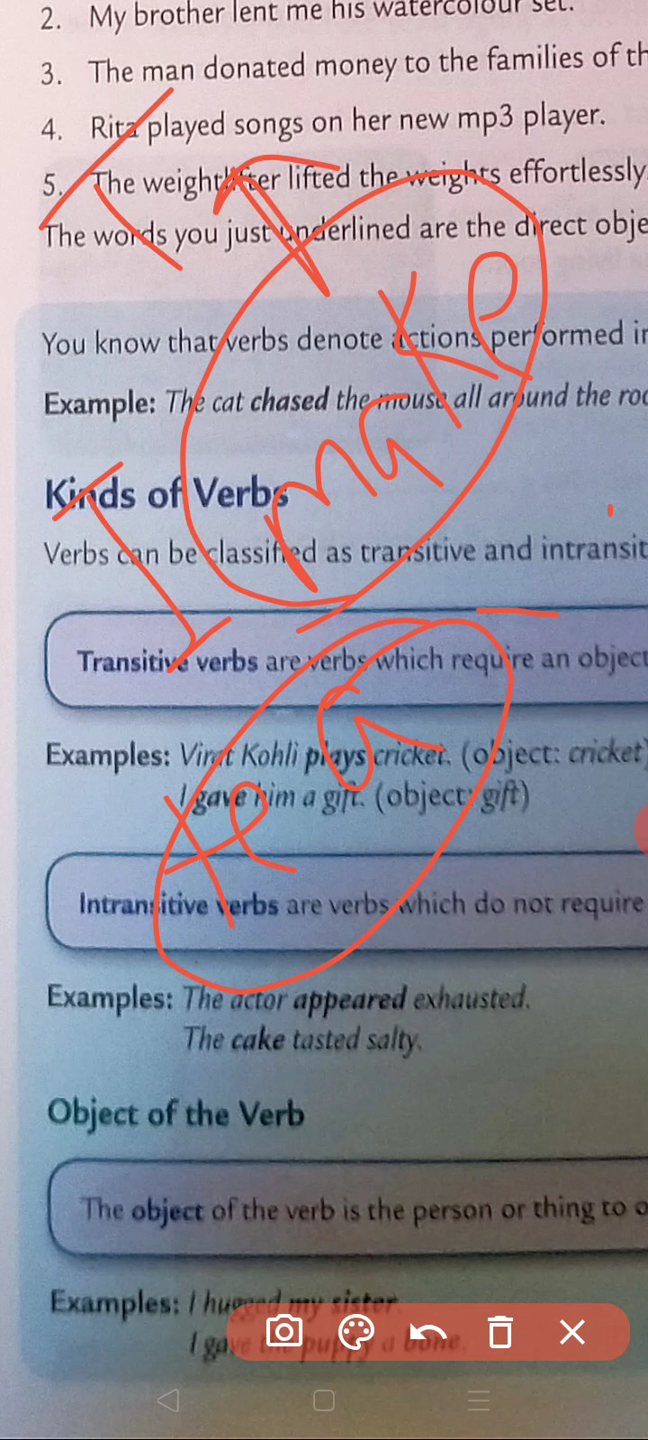 2. My brother lent me his watercolour set.
3. The man donated money to the families of th
4. Rita played songs on her new mp3 player.
5. The weightlifter lifted the weights effortlessly
The words you just underlined are the direct obje
You know that verbs denote actions performed in
Example: The cat chased the mouse all around the roo
Kinds of Verbs
Verbs can be classified as transitive and intransit
Transitive verbs are verbs which require an object
Examples: Virat Kohli plays cricket. (object: cricket)
I gave him a gift. (object: gift)
Intransitive verbs are verbs which do not require
Examples: The actor appeared exhausted.
The cake tasted salty.
Object of the Verb
The object of the verb is the person or thing to o
Examples: I hugged my sister.
I gave the puppy a bone.
I
make
I